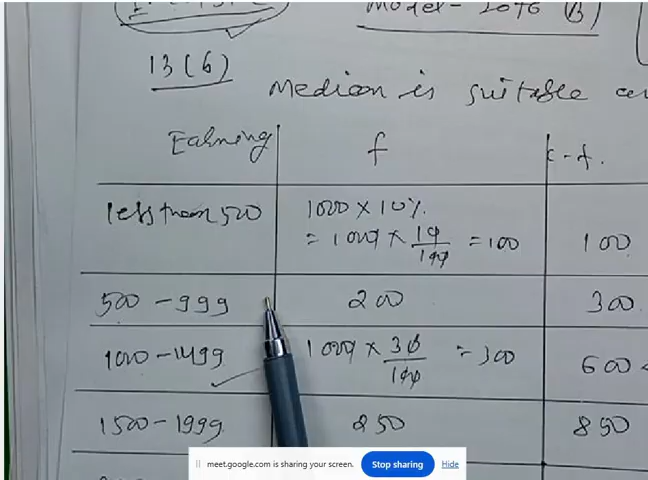 Model- 2076 (B)
13(6)
Median is suitable
Earning f c.f.
less than 500 1000 × 10%
= 1000 × 10/100 = 100 100
500 - 999 200 300
1000 - 1499 1000 × 30/100 = 300 600
1500 - 1999 250 850
meet.google.com is sharing your screen. Stop sharing Hide